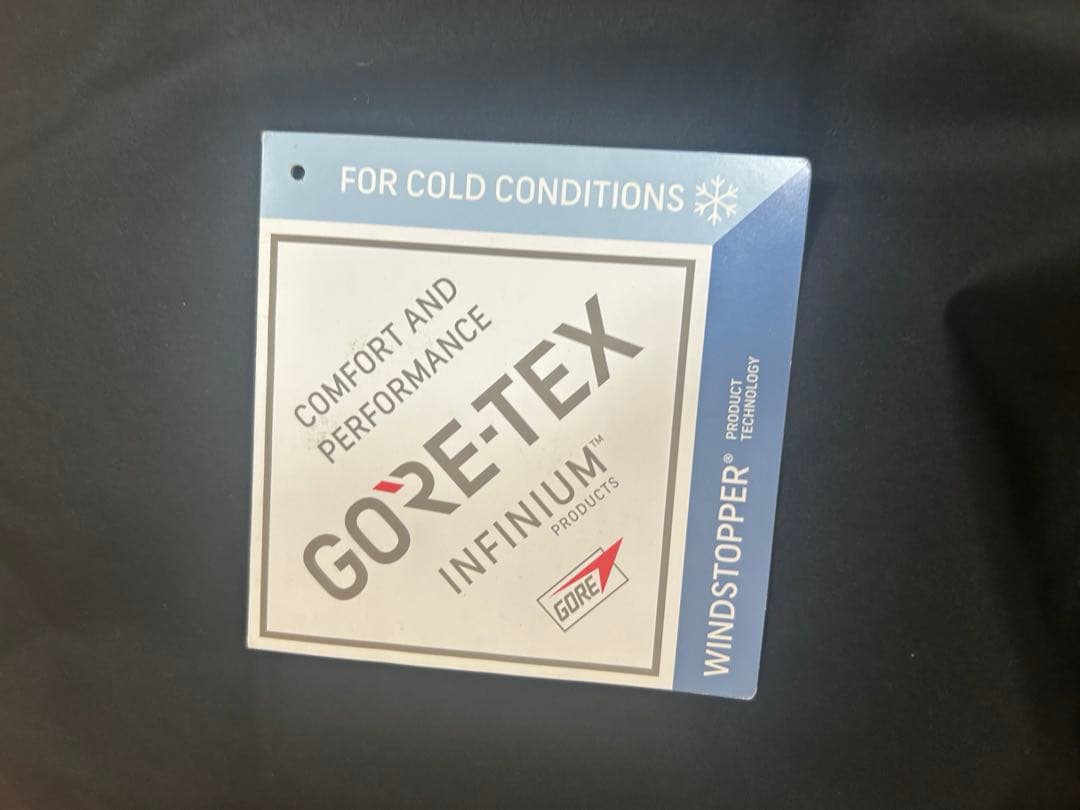 FOR COLD CONDITIONS
COMFORT AND
PERFORMANCE
GORE-TEX
INFINIUM™
PRODUCTS
GORE
WINDSTOPPER® PRODUCT
TECHNOLOGY